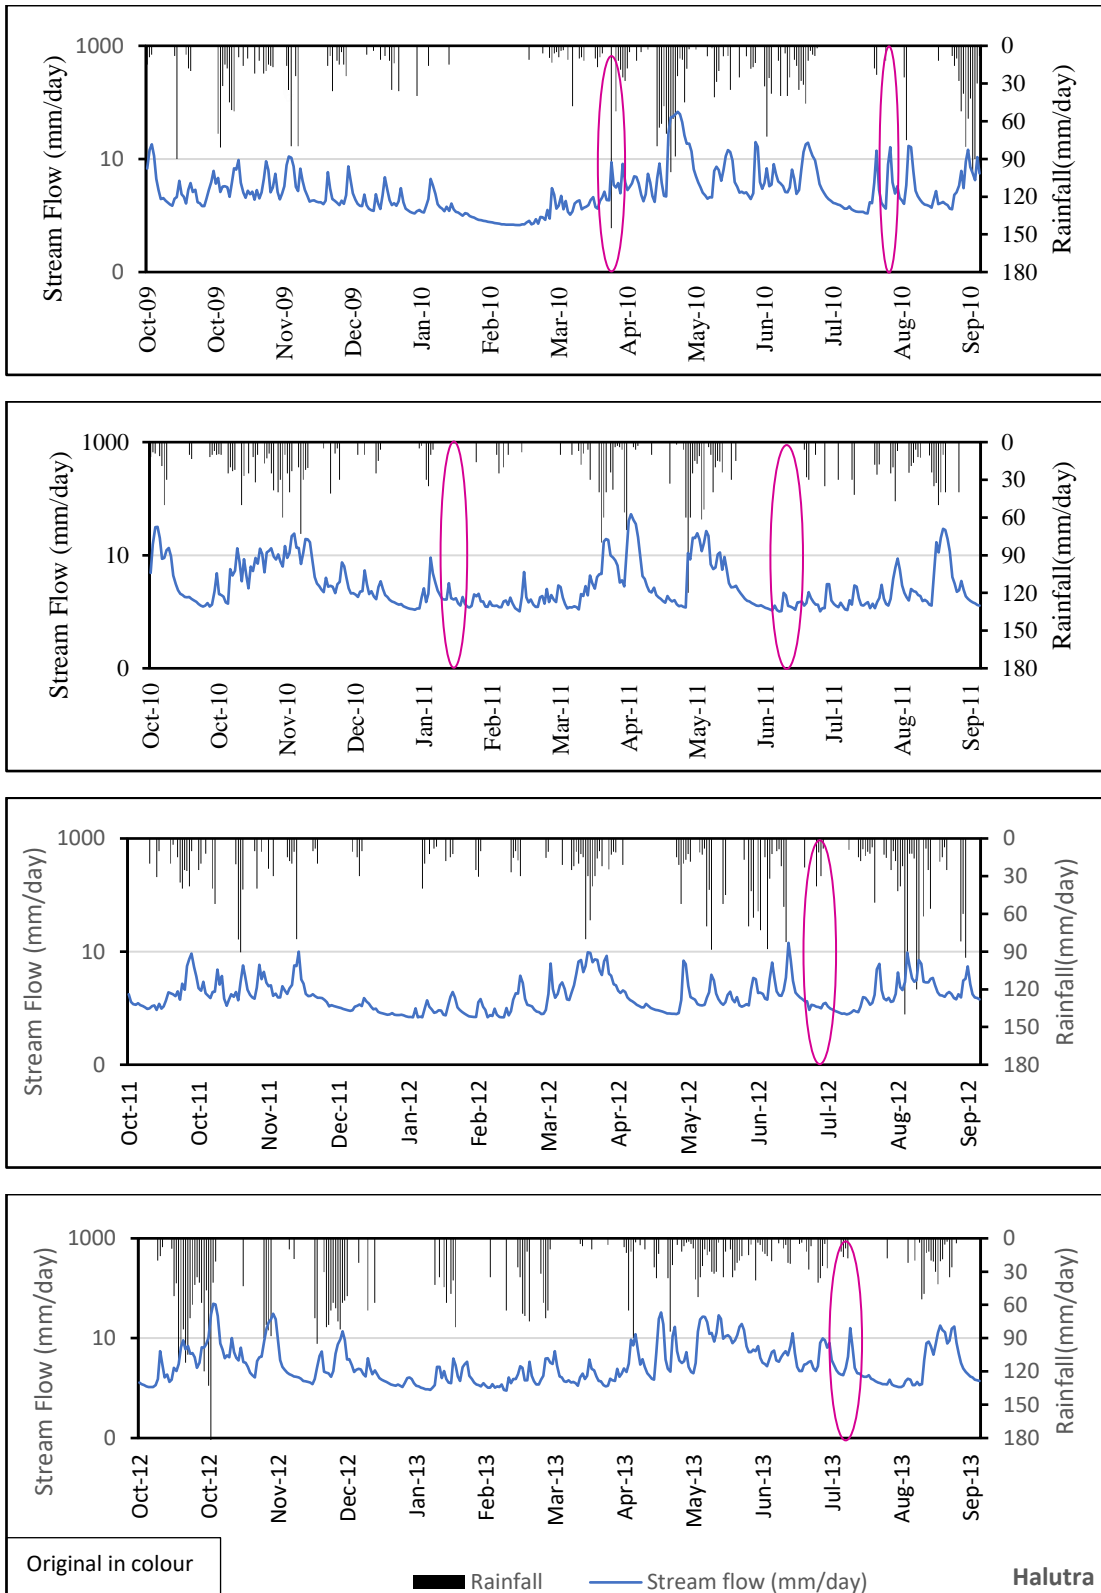 1000
10
0
Stream Flow (mm/day)
0
30
60
90
120
150
180
Rainfall(mm/day)
Oct-09
Oct-09
Nov-09
Dec-09
Jan-10
Feb-10
Mar-10
Apr-10
May-10
Jun-10
Jul-10
Aug-10
Sep-10
1000
10
0
Stream Flow (mm/day)
0
30
60
90
120
150
180
Rainfall(mm/day)
Oct-10
Oct-10
Nov-10
Dec-10
Jan-11
Feb-11
Mar-11
Apr-11
May-11
Jun-11
Jul-11
Aug-11
Sep-11
1000
10
0
Stream Flow (mm/day)
0
30
60
90
120
150
180
Rainfall(mm/day)
Oct-11
Oct-11
Nov-11
Dec-11
Jan-12
Feb-12
Mar-12
Apr-12
May-12
Jun-12
Jul-12
Aug-12
Sep-12
1000
10
0
Stream Flow (mm/day)
0
30
60
90
120
150
180
Rainfall(mm/day)
Oct-12
Oct-12
Nov-12
Dec-12
Jan-13
Feb-13
Mar-13
Apr-13
May-13
Jun-13
Jul-13
Aug-13
Sep-13
Original in colour
Rainfall
Stream flow (mm/day)
Halutra